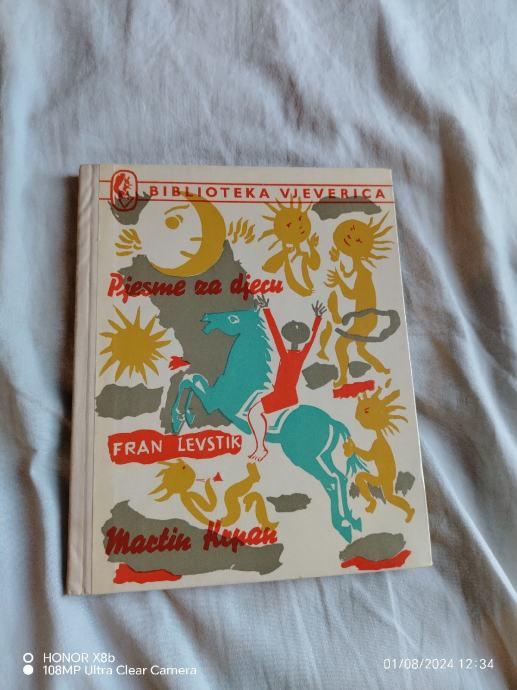 BIBLIOTEKA VJEVERICA
Pjesme za djecu
FRAN LEVSTIK
Martin Krpan
HONOR X8b
108MP Ultra Clear Camera
01/08/2024 12:34